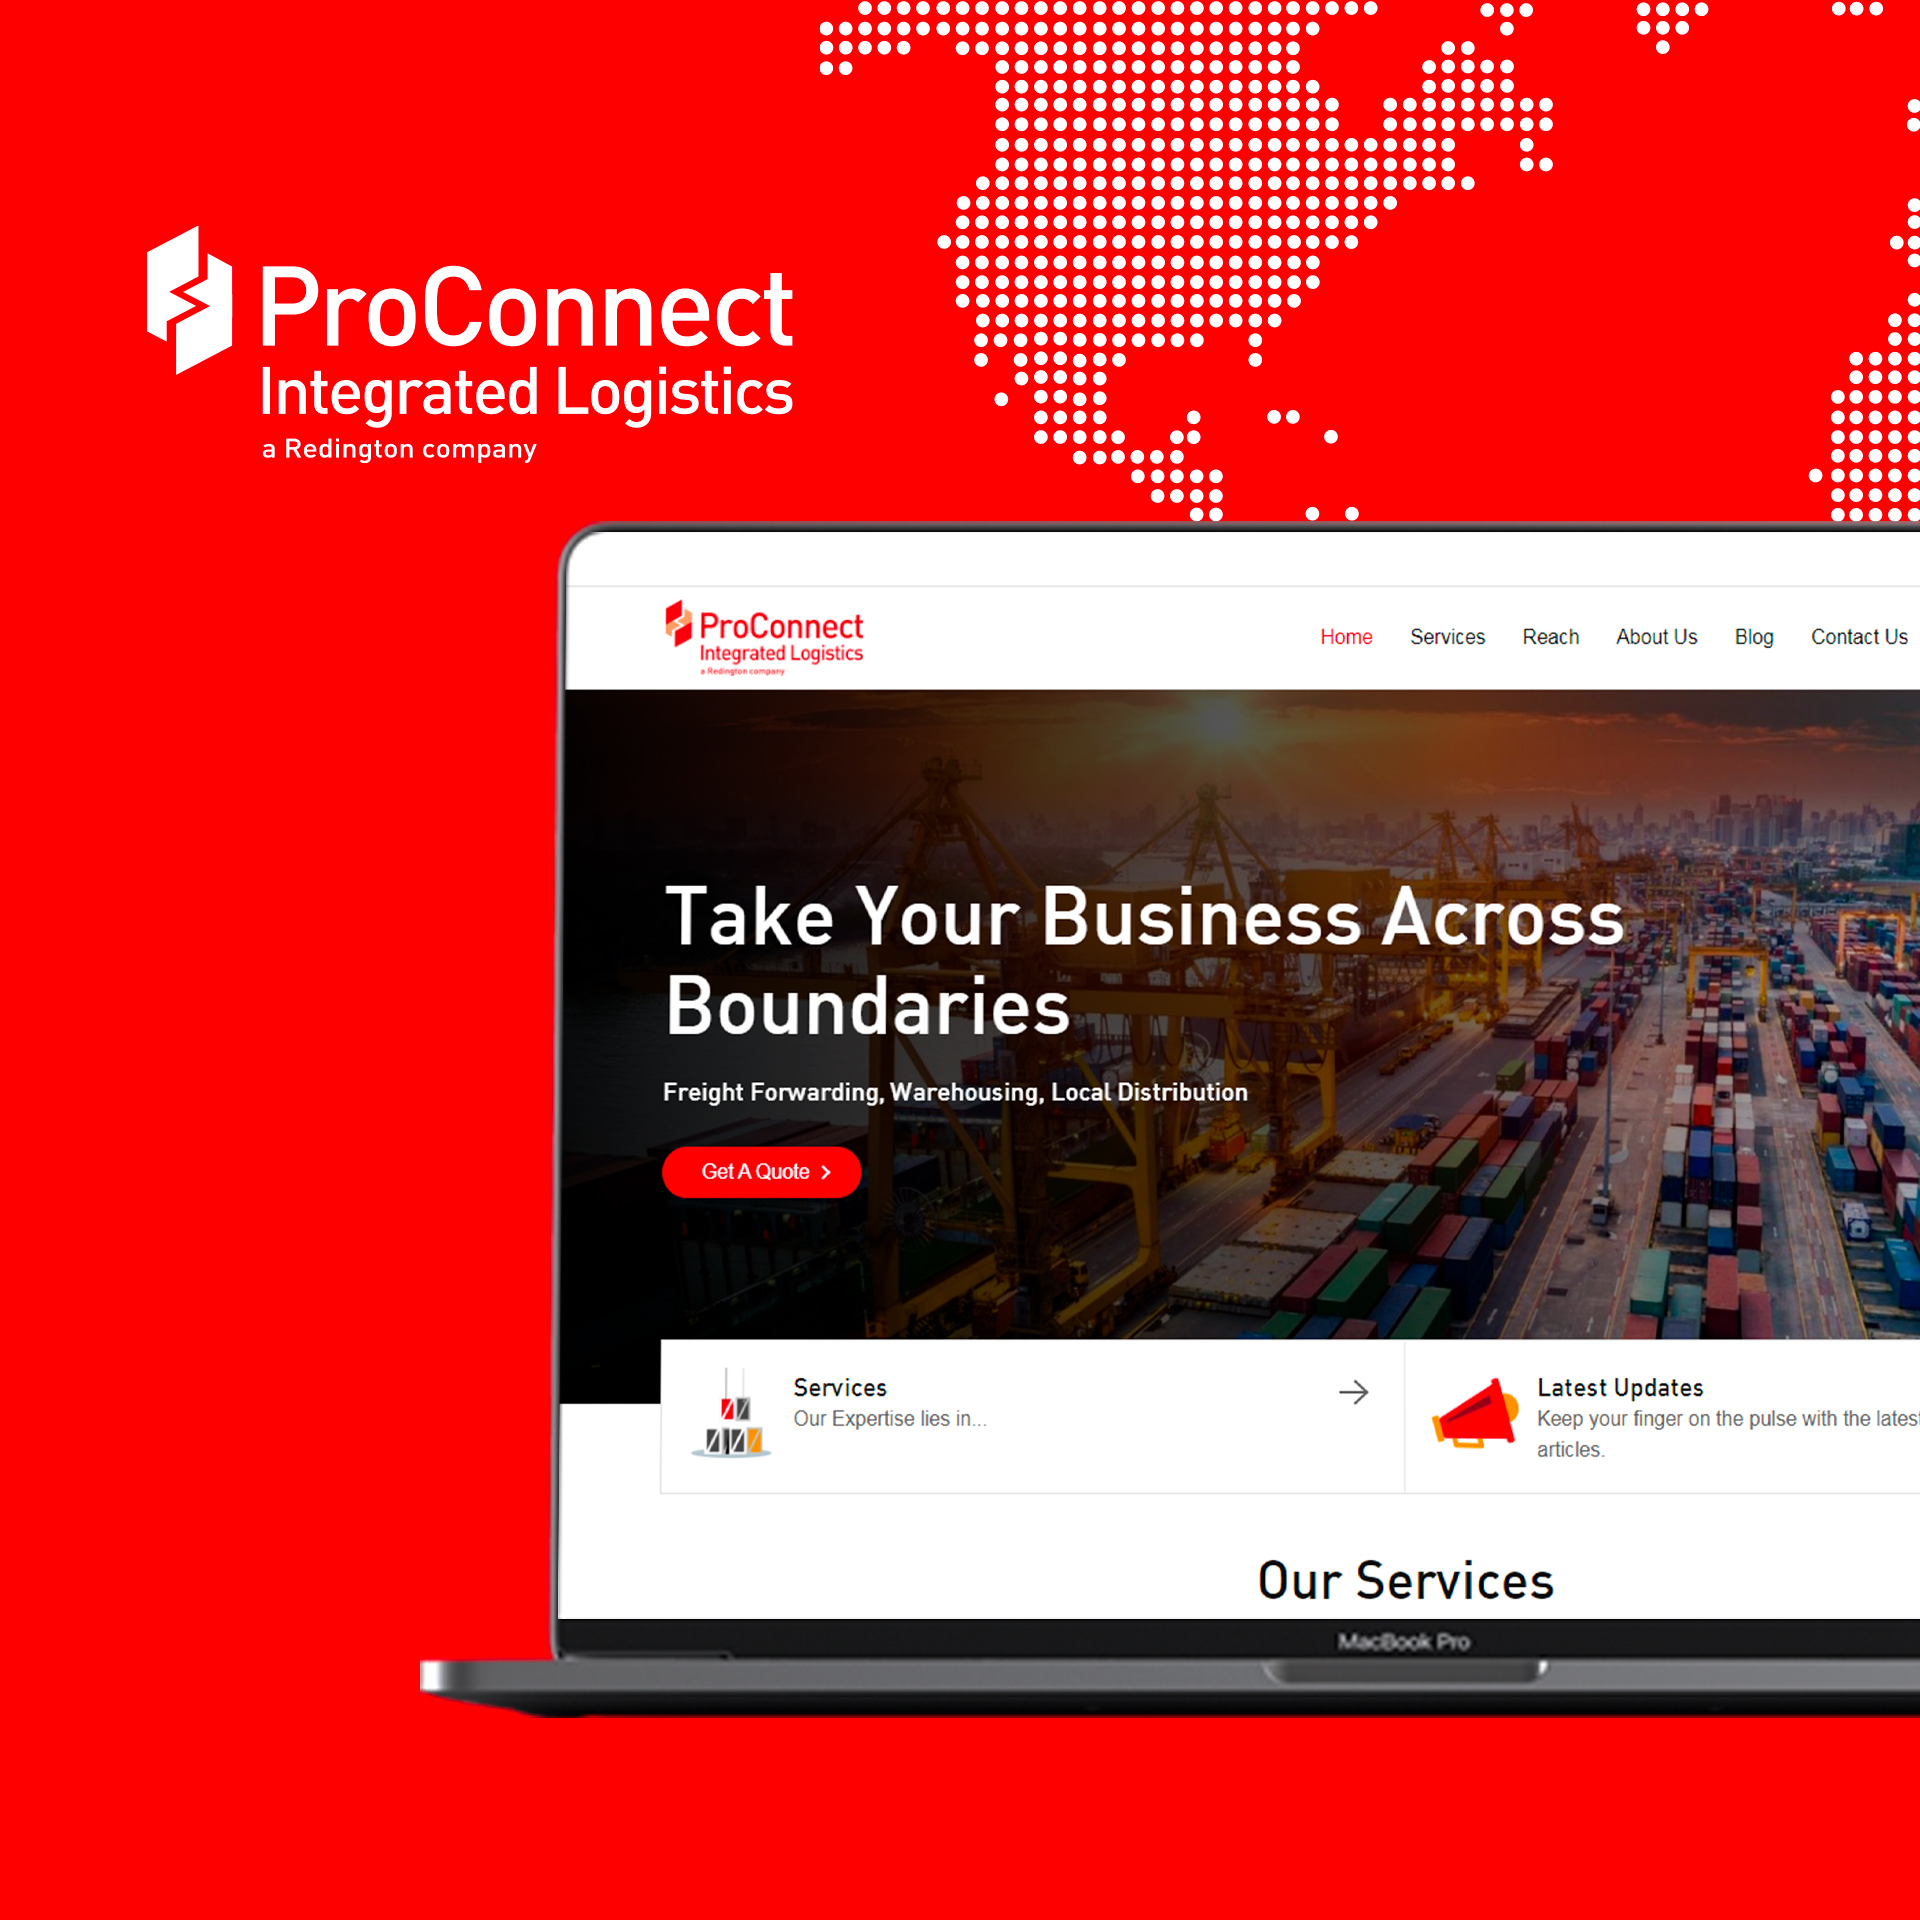 ProConnect
Integrated Logistics
a Redington company
ProConnect
Integrated Logistics
a Redington company
Home Services Reach About Us Blog Contact Us
Take Your Business Across
Boundaries
Freight Forwarding, Warehousing, Local Distribution
Get A Quote
Services
Our Expertise lies in...
Latest Updates
Keep your finger on the pulse with the latest
articles.
Our Services
MacBook Pro